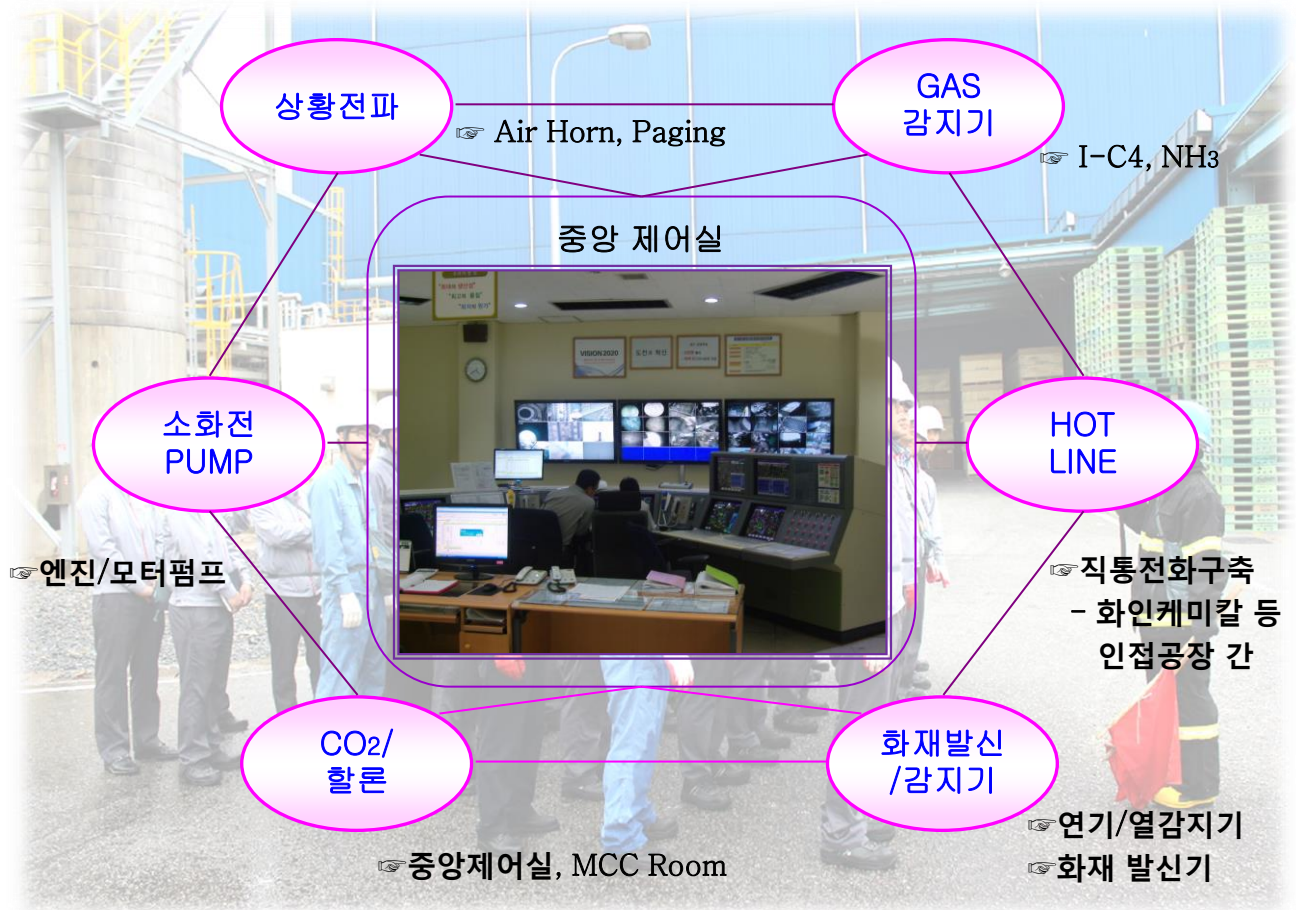 상황전파
☞ Air Horn, Paging
GAS
감지기
☞ I-C4, NH3
중앙 제어실
VISION 2020
소화전
PUMP
☞엔진/모터펌프
HOT
LINE
☞직통전화구축
- 화인케미칼 등
인접공장 간
CO2/
할론
☞중앙제어실, MCC Room
화재발신
/감지기
☞연기/열감지기
☞화재 발신기